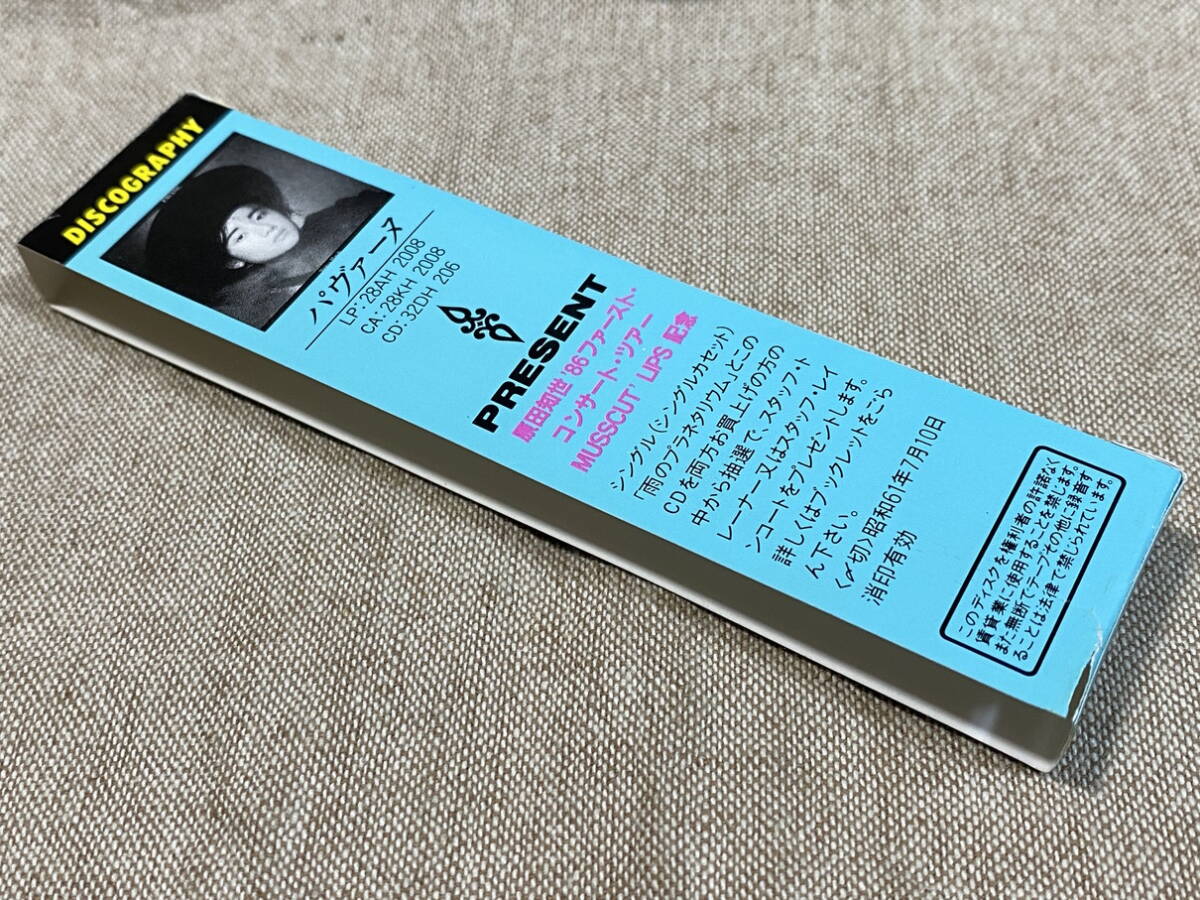 DISCOGRAPHY
パヴァーヌ
LP: 28AH 2008
CA: 28KH 2008
CD: 32DH 206
PRESENT
原田知世 '86ファースト・
コンサート・ツアー
MUSSCUT' LIPS 記念
シングル(シングルカセット)
「雨のプラネタリウム」とこの
CDを両方お買上げの方の
中から抽選で、スタッフ・ト
レーナー又はスタッフ・レイ
ンコートをプレゼントします。
詳しくはブックレットをごら
ん下さい。
〈〆切〉昭和61年7月10日
消印有効
このディスクを権利者の許諾なく
賃貸業に使用することを禁じます。
また無断でテープその他に録音す
ることは法律で禁じられています。